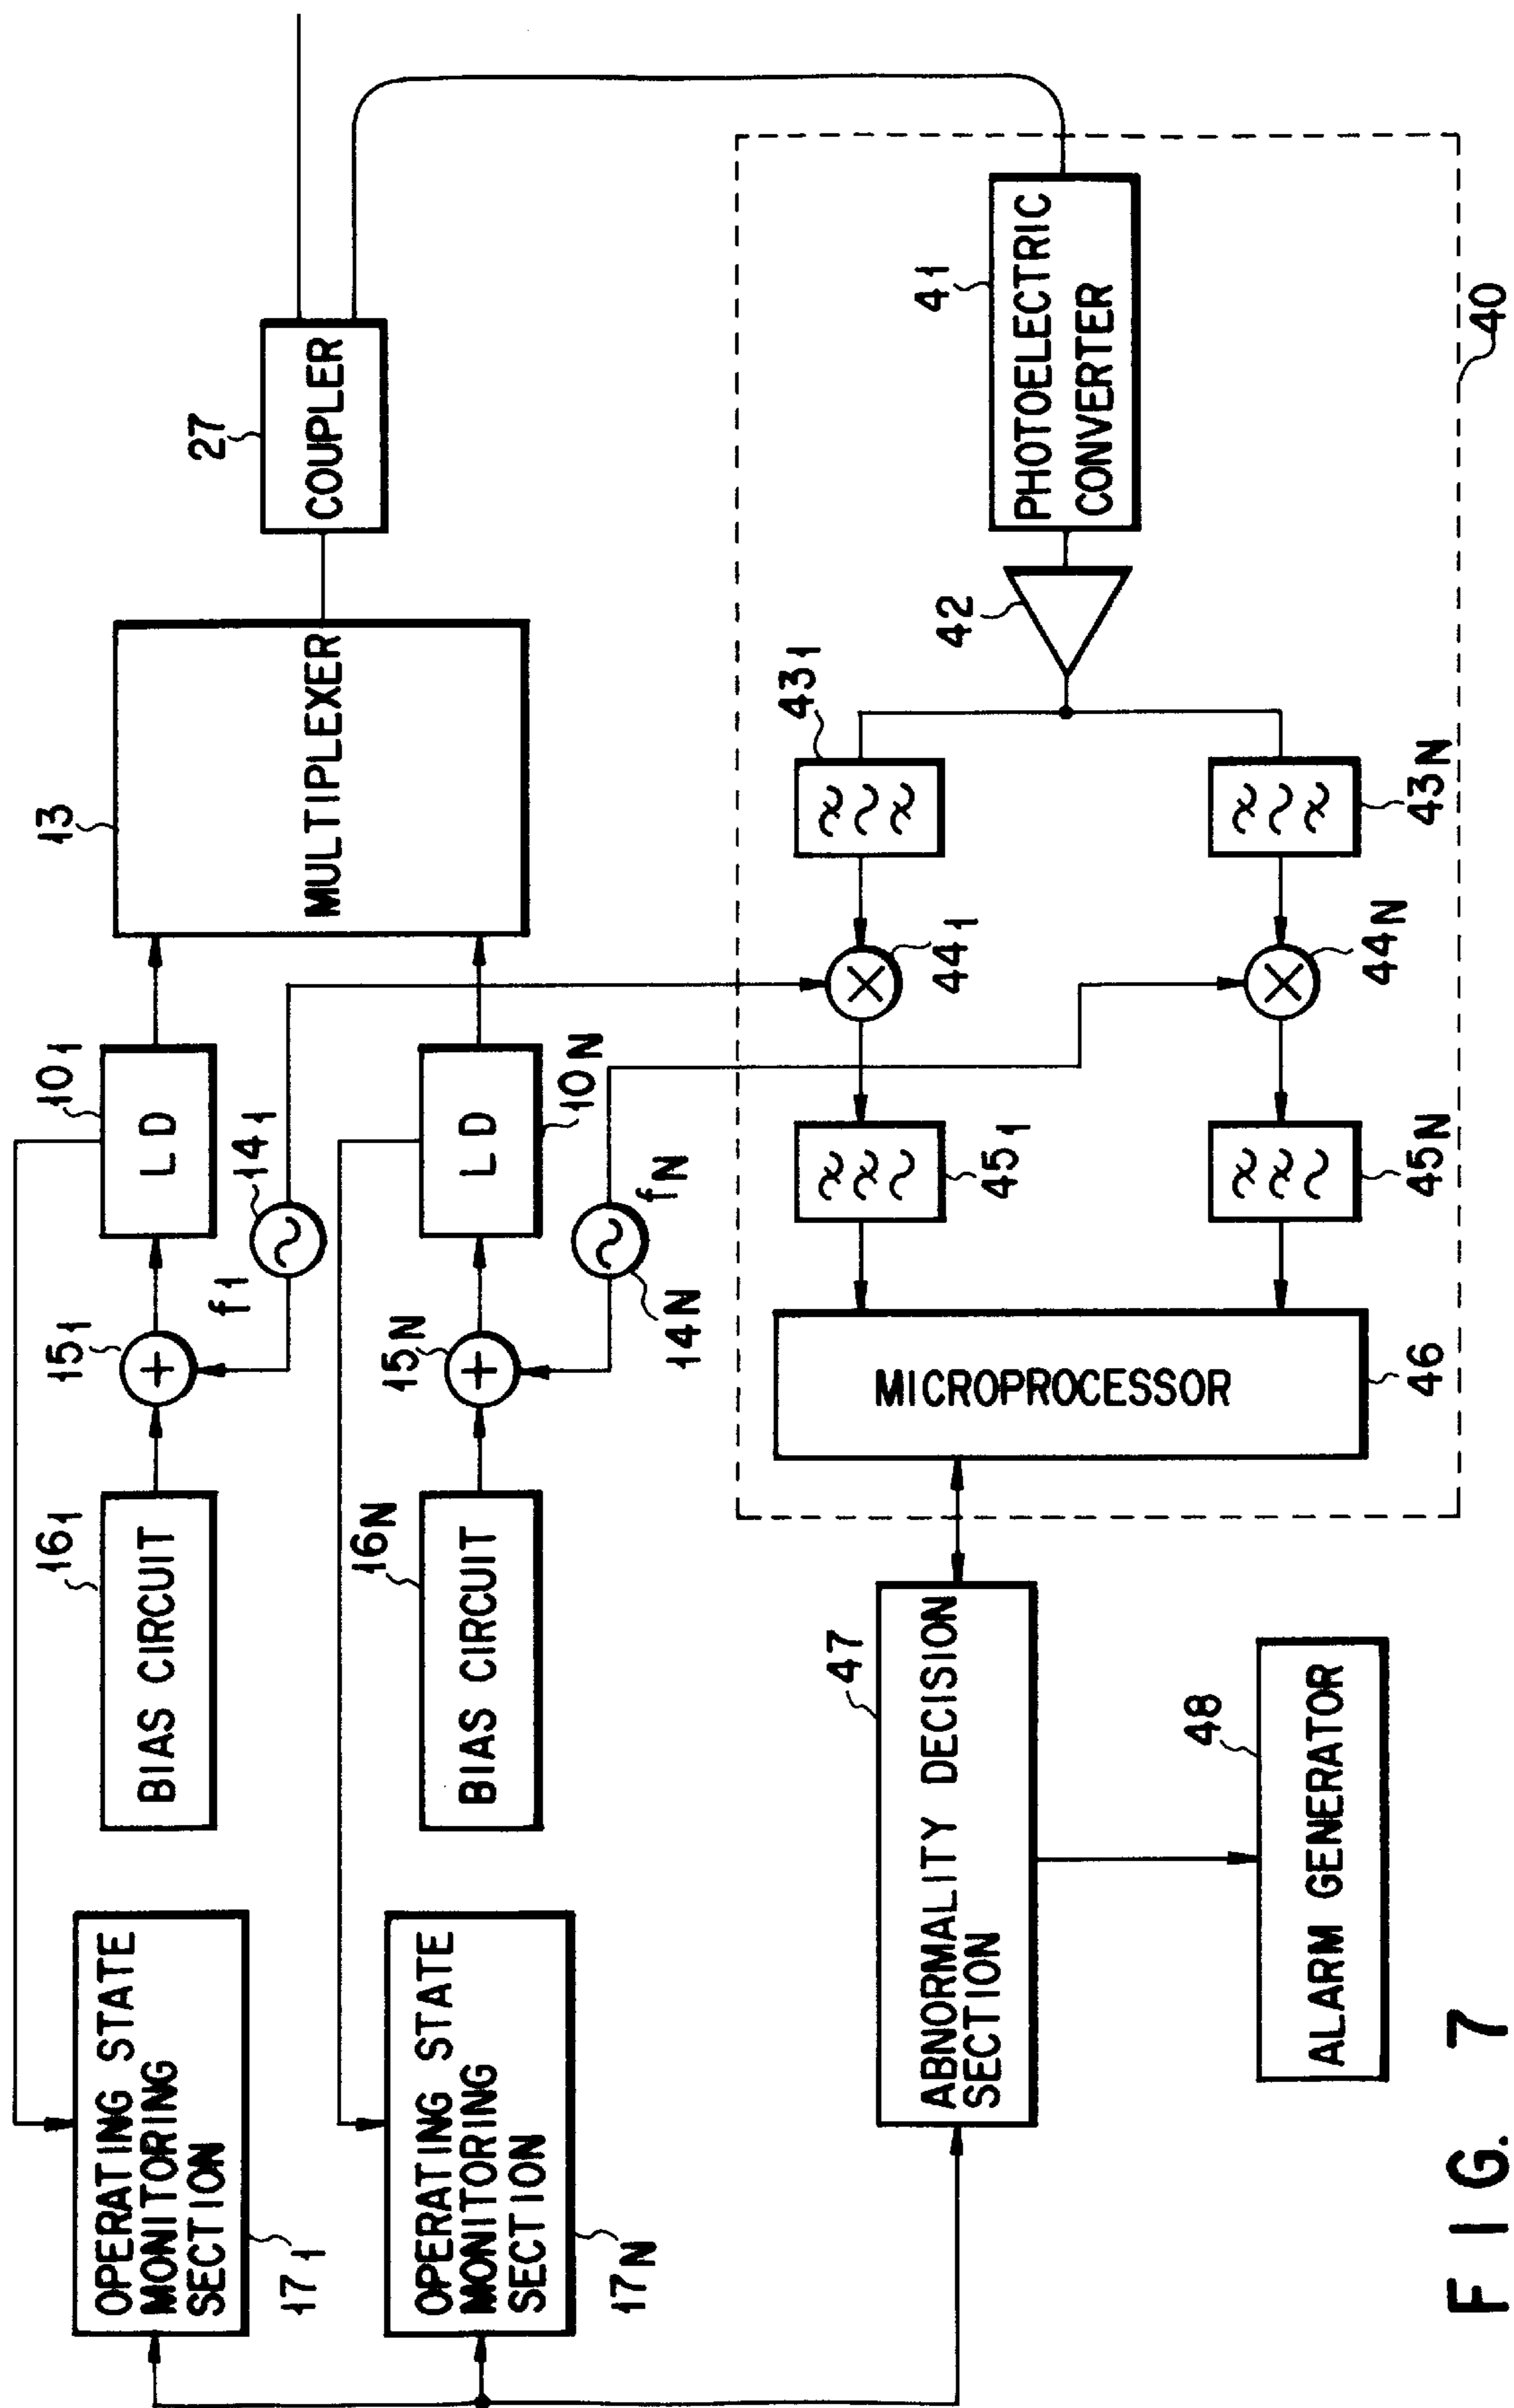 OPERATING STATE
MONITORING
SECTION
17₁
BIAS CIRCUIT
16₁
15₁
f₁
14₁
LD
10₁
13
MULTIPLEXER
27
COUPLER
OPERATING STATE
MONITORING
SECTION
17N
BIAS CIRCUIT
16N
15N
14N
fN
LD
10N
47
ABNORMALITY DECISION
SECTION
48
ALARM GENERATOR
MICROPROCESSOR
46
45₁
45N
44₁
44N
43₁
43N
42
41
PHOTOELECTRIC
CONVERTER
40
FIG. 7